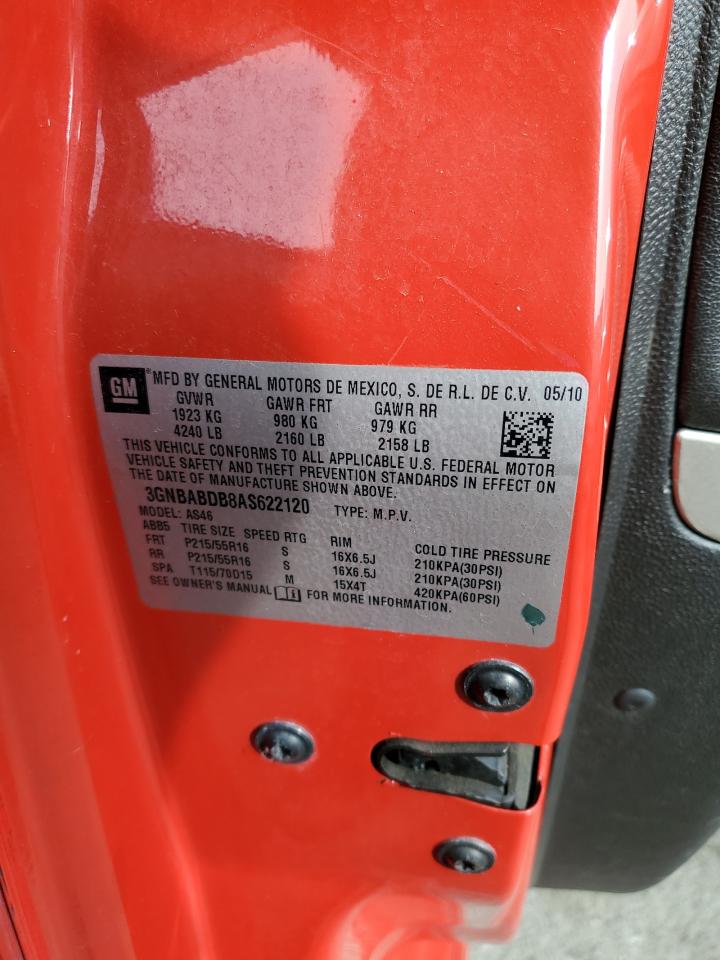 GM ® MFD BY GENERAL MOTORS DE MEXICO, S. DE R.L. DE C.V. 05/10
GVWR GAWR FRT GAWR RR
1923 KG 980 KG 979 KG
4240 LB 2160 LB 2158 LB
THIS VEHICLE CONFORMS TO ALL APPLICABLE U.S. FEDERAL MOTOR
VEHICLE SAFETY AND THEFT PREVENTION STANDARDS IN EFFECT ON
THE DATE OF MANUFACTURE SHOWN ABOVE.
3GNBABDB8AS622120 TYPE: M.P.V.
MODEL: AS46
ABB5 TIRE SIZE SPEED RTG RIM COLD TIRE PRESSURE
FRT P215/55R16 S 16X6.5J 210KPA(30PSI)
RR P215/55R16 S 16X6.5J 210KPA(30PSI)
SPA T115/70D15 M 15X4T 420KPA(60PSI)
SEE OWNER'S MANUAL i FOR MORE INFORMATION.